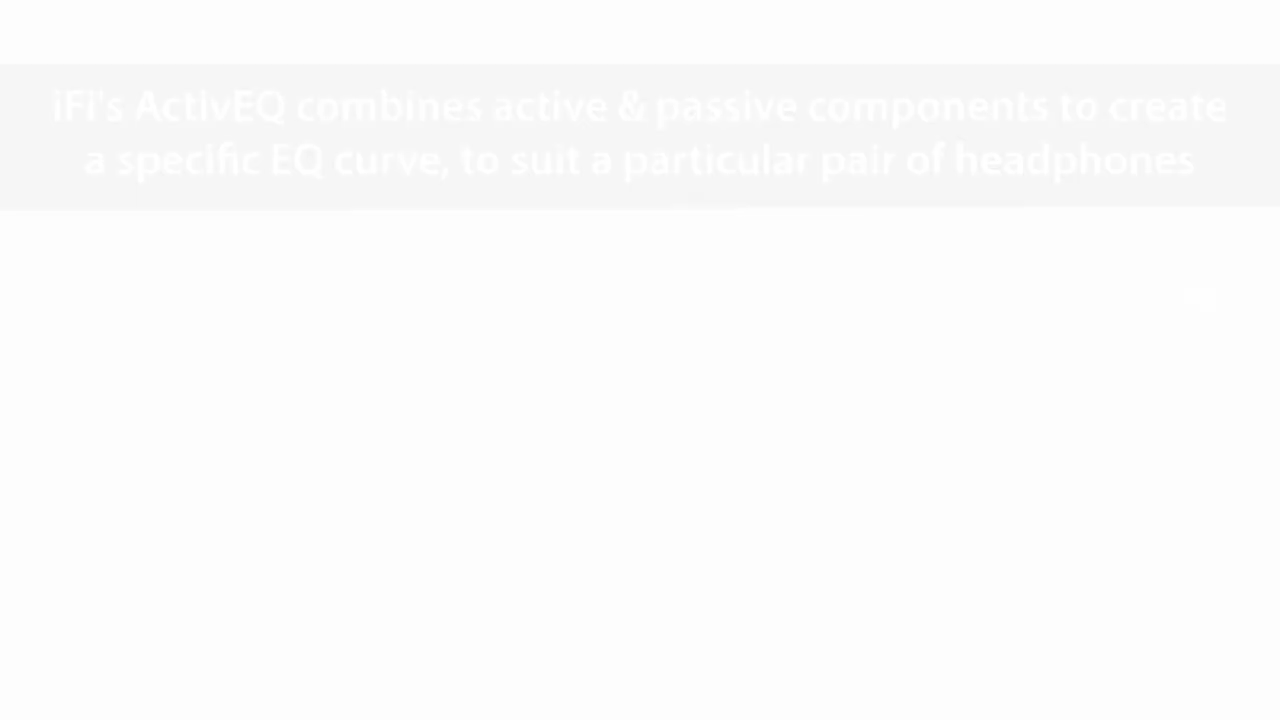 iFi's ActivEQ combines active & passive components to create
a specific EQ curve, to suit a particular pair of headphones